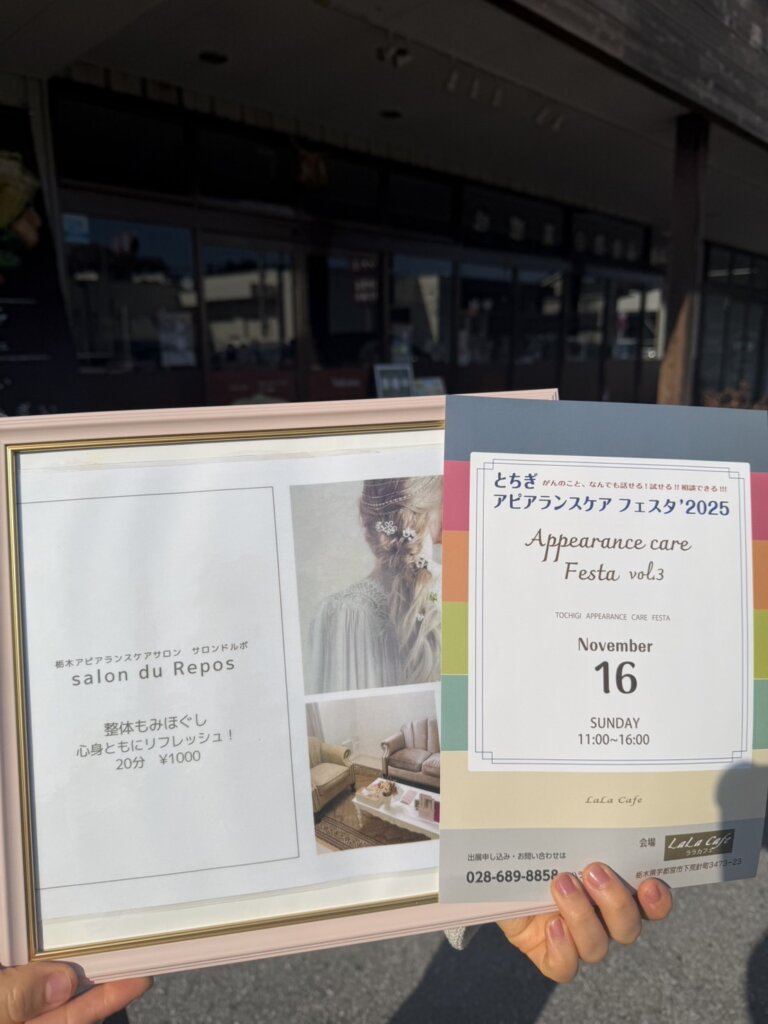 栃木アピアランスケアサロン サロンドルポ
salon du Repos
整体もみほぐし
心身ともにリフレッシュ！
20分 ¥1000
とちぎ がんのこと、なんでも話せる！試せる!!相談できる!!!
アピアランスケア フェスタ'2025
Appearance care
Festa vol.3
TOCHIGI APPEARANCE CARE FESTA
November
16
SUNDAY
11:00~16:00
LaLa Cafe
会場 LaLa Cafe
ララカフェ
出展申し込み・お問い合わせは
028-689-8858
栃木県宇都宮市下荒針町3473-23